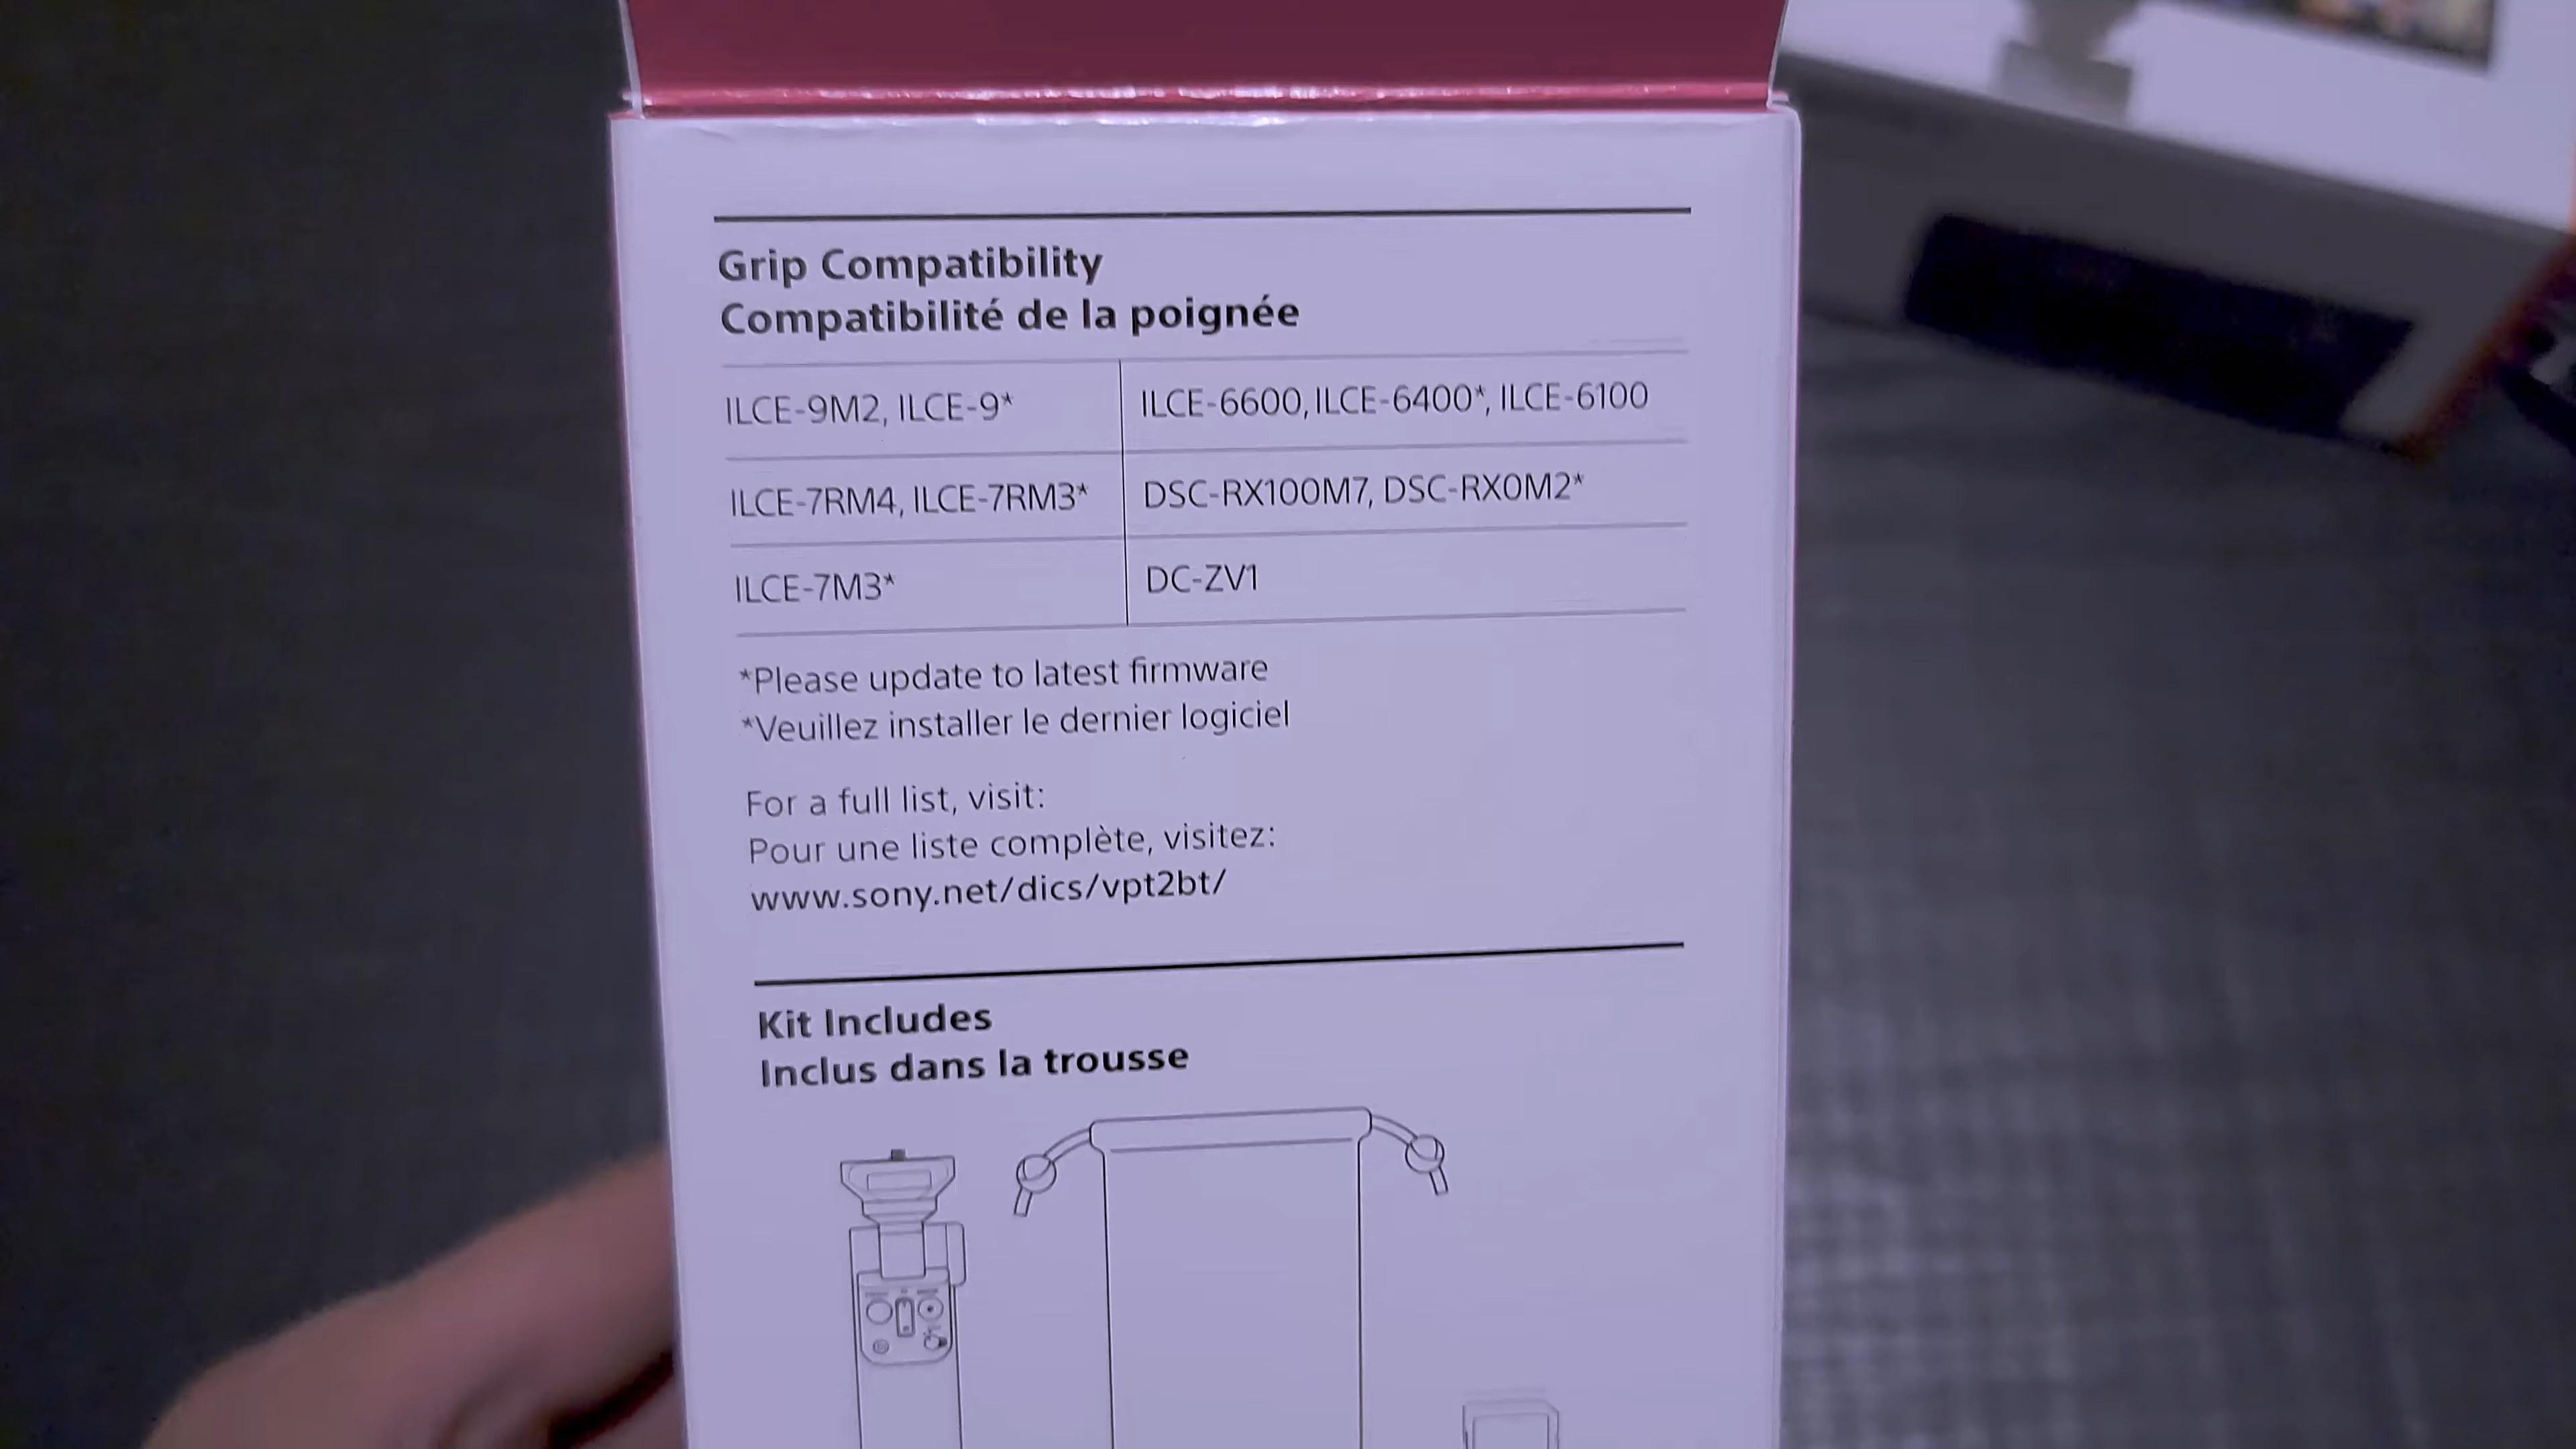 Grip Compatibility
Compatibilité de la poignée
ILCE-9M2, ILCE-9*
ILCE-6600, ILCE-6400*, ILCE-6100
ILCE-7RM4, ILCE-7RM3*
DSC-RX100M7, DSC-RX0M2*
ILCE-7M3*
DC-ZV1
*Please update to latest firmware
*Veuillez installer le dernier logiciel
For a full list, visit:
Pour une liste complète, visitez:
www.sony.net/dics/vpt2bt/
Kit Includes
Inclus dans la trousse